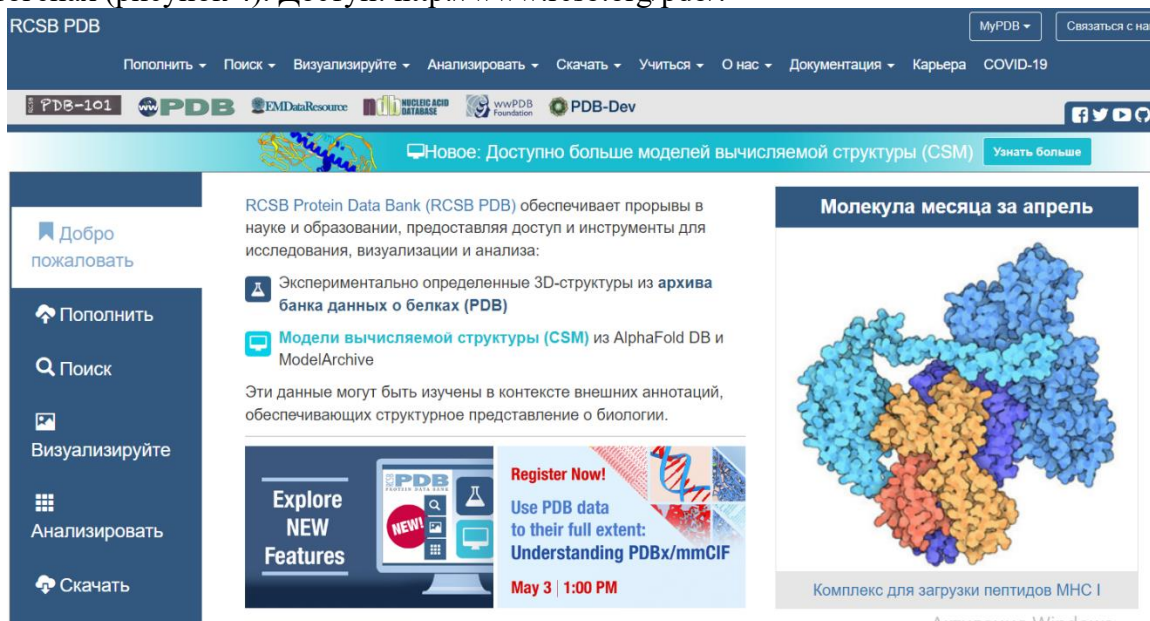 RCSB PDB
MyPDB
Связаться с на
Пополнить Поиск Визуализируйте Анализировать Скачать Учиться О нас Документация Карьера COVID-19
PDB-101 PDB EMDataResource NUCLEIC ACID DATABASE wwPDB Foundation PDB-Dev
Новое: Доступно больше моделей вычисляемой структуры (CSM) Узнать больше
Добро
пожаловать
Пополнить
Поиск
Визуализируйте
Анализировать
Скачать
RCSB Protein Data Bank (RCSB PDB) обеспечивает прорывы в
науке и образовании, предоставляя доступ и инструменты для
исследования, визуализации и анализа:
Экспериментально определенные 3D-структуры из архива
банка данных о белках (PDB)
Модели вычисляемой структуры (CSM) из AlphaFold DB и
ModelArchive
Эти данные могут быть изучены в контексте внешних аннотаций,
обеспечивающих структурное представление о биологии.
Explore
NEW
Features
PDB
PROTEIN DATA BANK
NEW!
Register Now!
Use PDB data
to their full extent:
Understanding PDBx/mmCIF
May 3 | 1:00 PM
Молекула месяца за апрель
Комплекс для загрузки пептидов MHC I